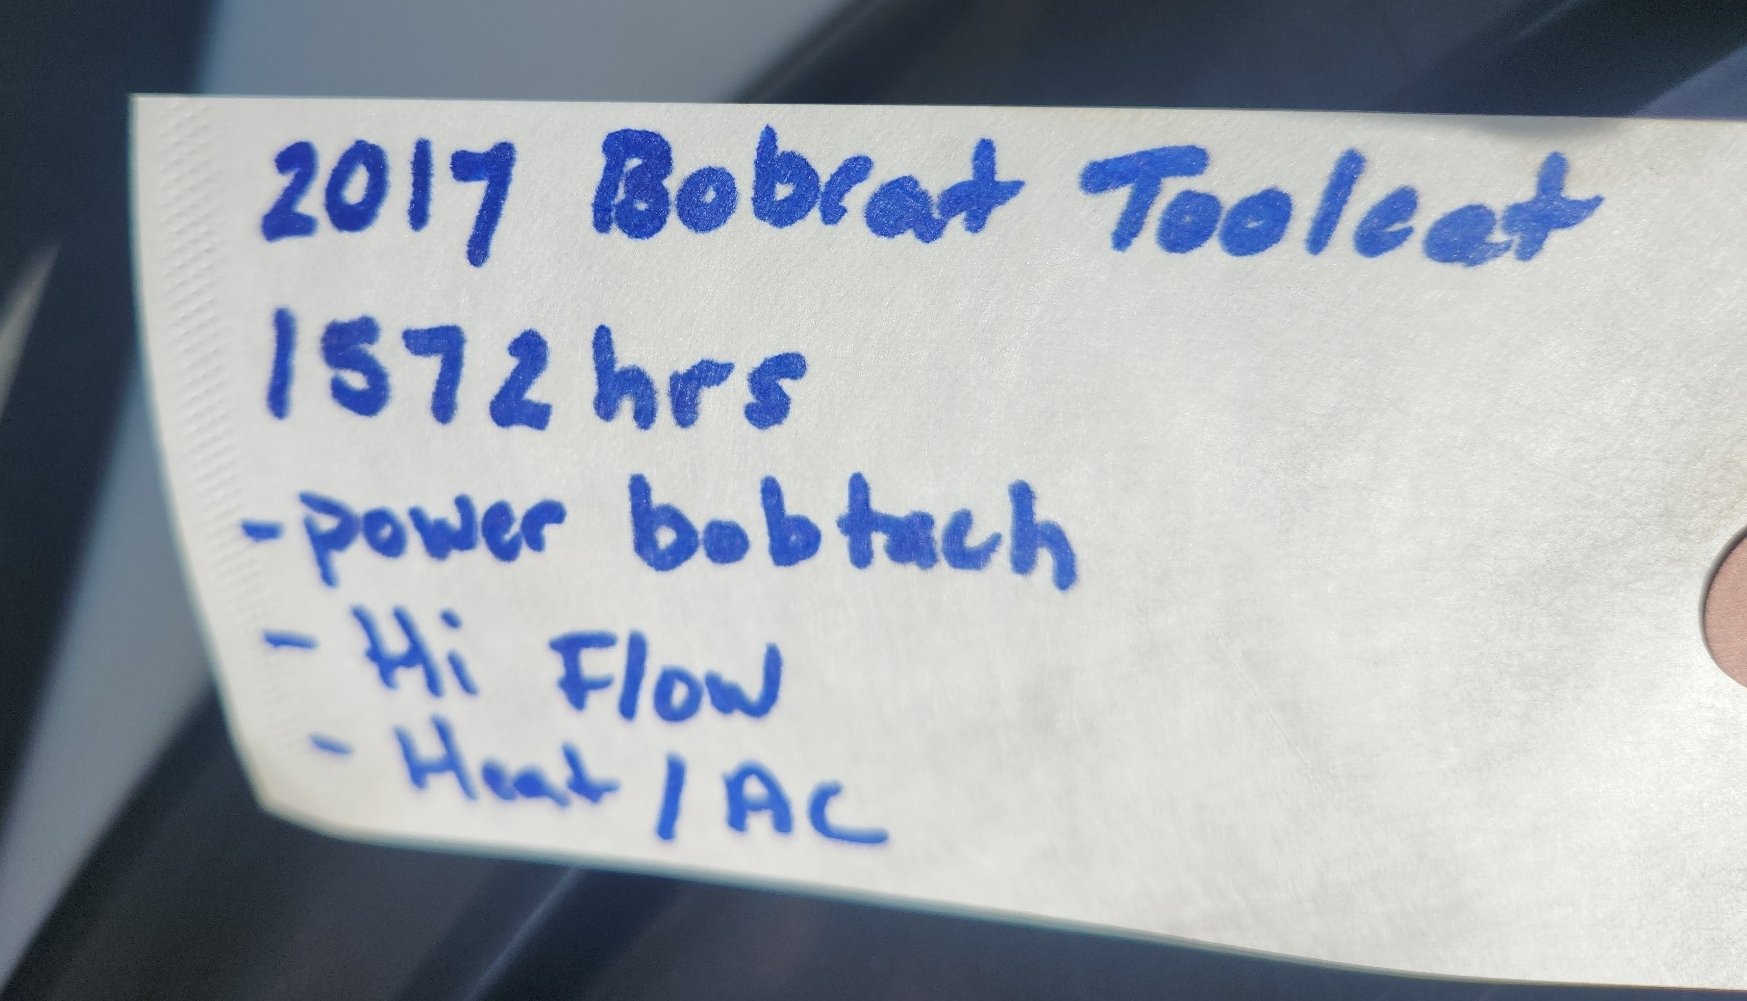 2017 Bobcat Toolcat
1572 hrs
- power bobtach
- Hi Flow
- Heat / AC